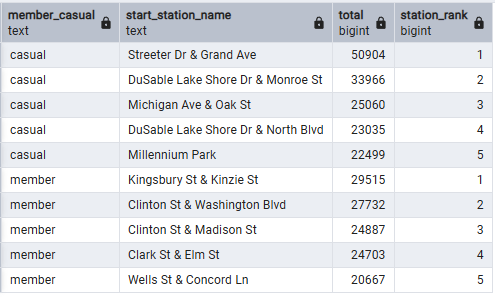 member_casual start_station_name total station_rank
text text bigint bigint
casual Streeter Dr & Grand Ave 50904 1
casual DuSable Lake Shore Dr & Monroe St 33966 2
casual Michigan Ave & Oak St 25060 3
casual DuSable Lake Shore Dr & North Blvd 23035 4
casual Millennium Park 22499 5
member Kingsbury St & Kinzie St 29515 1
member Clinton St & Washington Blvd 27732 2
member Clinton St & Madison St 24887 3
member Clark St & Elm St 24703 4
member Wells St & Concord Ln 20667 5